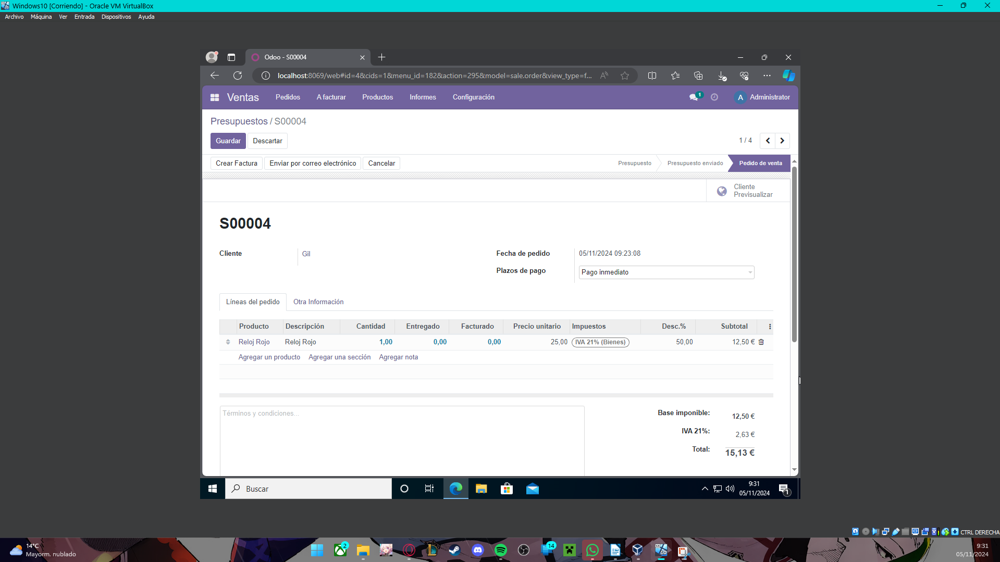 Windows10 [Corriendo] - Oracle VM VirtualBox
Archivo Máquina Ver Entrada Dispositivos Ayuda
Odoo - S00004
localhost:8069/web#id=4&cids=1&menu_id=182&action=295&model=sale.order&view_type=f...
Ventas Pedidos A facturar Productos Informes Configuración 1 A Administrator
Presupuestos / S00004
Guardar Descartar 1 / 4
Crear Factura Enviar por correo electrónico Cancelar Presupuesto Presupuesto enviado Pedido de venta
Cliente
Previsualizar
S00004
Cliente Gil Fecha de pedido 05/11/2024 09:23:08
Plazos de pago Pago inmediato
Líneas del pedido Otra Información
Producto Descripción Cantidad Entregado Facturado Precio unitario Impuestos Desc.% Subtotal
Reloj Rojo Reloj Rojo 1,00 0,00 0,00 25,00 IVA 21% (Bienes) 50,00 12,50 €
Agregar un producto Agregar una sección Agregar nota
Términos y condiciones...
Base imponible: 12,50 €
IVA 21%: 2,63 €
Total: 15,13 €
Buscar
9:31
05/11/2024
1
CTRL DERECHA
14°C
Mayorm. nublado
2
14
9:31
05/11/2024